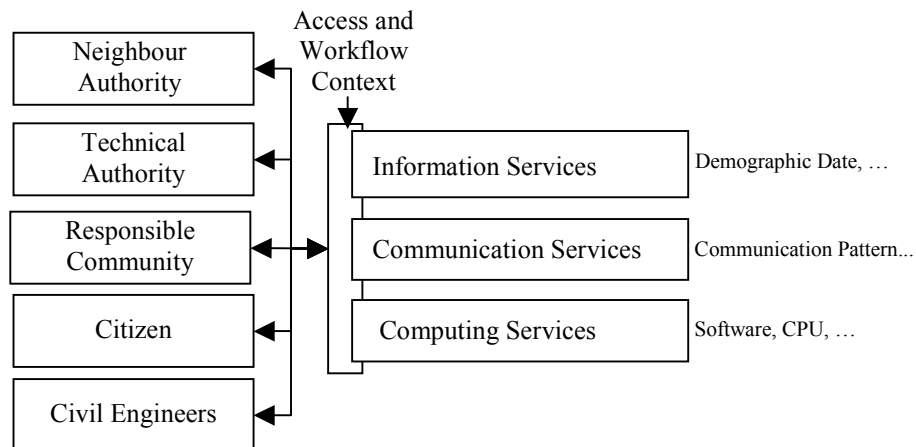 Access and
Workflow
Context
Neighbour
Authority
Technical
Authority
Responsible
Community
Citizen
Civil Engineers
Information Services
Demographic Date, …
Communication Services
Communication Pattern...
Computing Services
Software, CPU, …